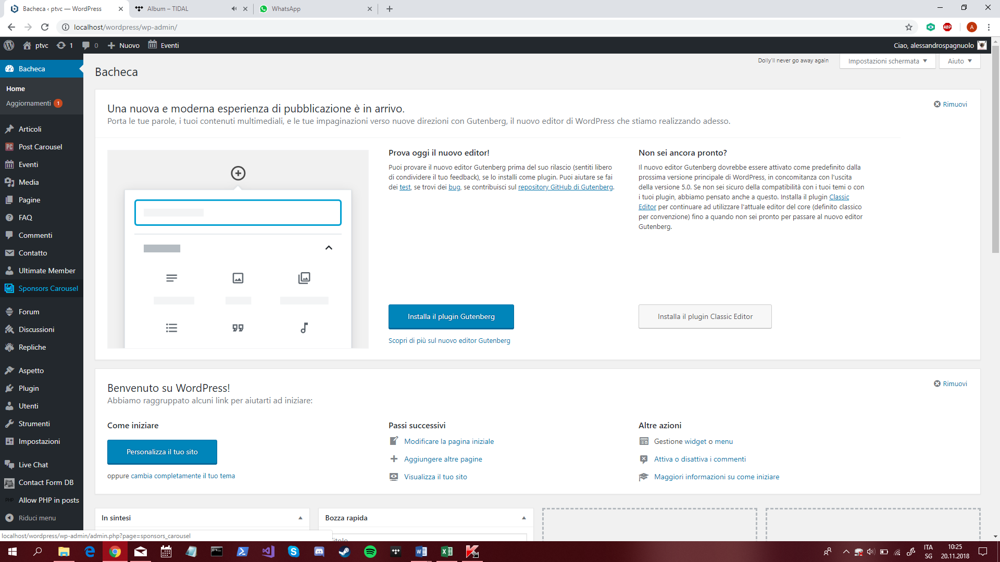 Bacheca ‹ ptvc — WordPress
Album – TIDAL
WhatsApp
localhost/wordpress/wp-admin/
ABP
A
ptvc
1
0
Nuovo
Eventi
Ciao, alessandrospagnuolo
Bacheca
Home
Aggiornamenti 1
Articoli
PC Post Carousel
Eventi
Media
Pagine
FAQ
Commenti
Contatto
Ultimate Member
Sponsors Carousel
Forum
Discussioni
Repliche
Aspetto
Plugin
Utenti
Strumenti
Impostazioni
Live Chat
Contact Form DB
PHP Allow PHP in posts
Riduci menu
Dolly'll never go away again
Impostazioni schermata
Aiuto
Bacheca
Una nuova e moderna esperienza di pubblicazione è in arrivo.
Rimuovi
Porta le tue parole, i tuoi contenuti multimediali, e le tue impaginazioni verso nuove direzioni con Gutenberg, il nuovo editor di WordPress che stiamo realizzando adesso.
Prova oggi il nuovo editor!
Puoi provare il nuovo editor Gutenberg prima del suo rilascio (sentiti libero
di condividere il tuo feedback), se lo installi come plugin. Puoi aiutare se fai
dei test, se trovi dei bug, se contribuisci sul repository GitHub di Gutenberg.
Installa il plugin Gutenberg
Scopri di più sul nuovo editor Gutenberg
Non sei ancora pronto?
Il nuovo editor Gutenberg dovrebbe essere attivato come predefinito dalla
prossima versione principale di WordPress, in concomitanza con l'uscita
della versione 5.0. Se non sei sicuro della compatibilità con i tuoi temi o con
i tuoi plugin, abbiamo pensato anche a questo. Installa il plugin Classic
Editor per continuare ad utilizzare l'attuale editor del core (definito classico
per convenzione) fino a quando non sei pronto per passare al nuovo editor
Gutenberg.
Installa il plugin Classic Editor
Benvenuto su WordPress!
Rimuovi
Abbiamo raggruppato alcuni link per aiutarti ad iniziare:
Come iniziare
Personalizza il tuo sito
oppure cambia completamente il tuo tema
Passi successivi
Modificare la pagina iniziale
Aggiungere altre pagine
Visualizza il tuo sito
Altre azioni
Gestione widget o menu
Attiva o disattiva i commenti
Maggiori informazioni su come iniziare
In sintesi
Bozza rapida
Titolo
localhost/wordpress/wp-admin/admin.php?page=sponsors_carousel
ITA
SG
10:25
20.11.2018